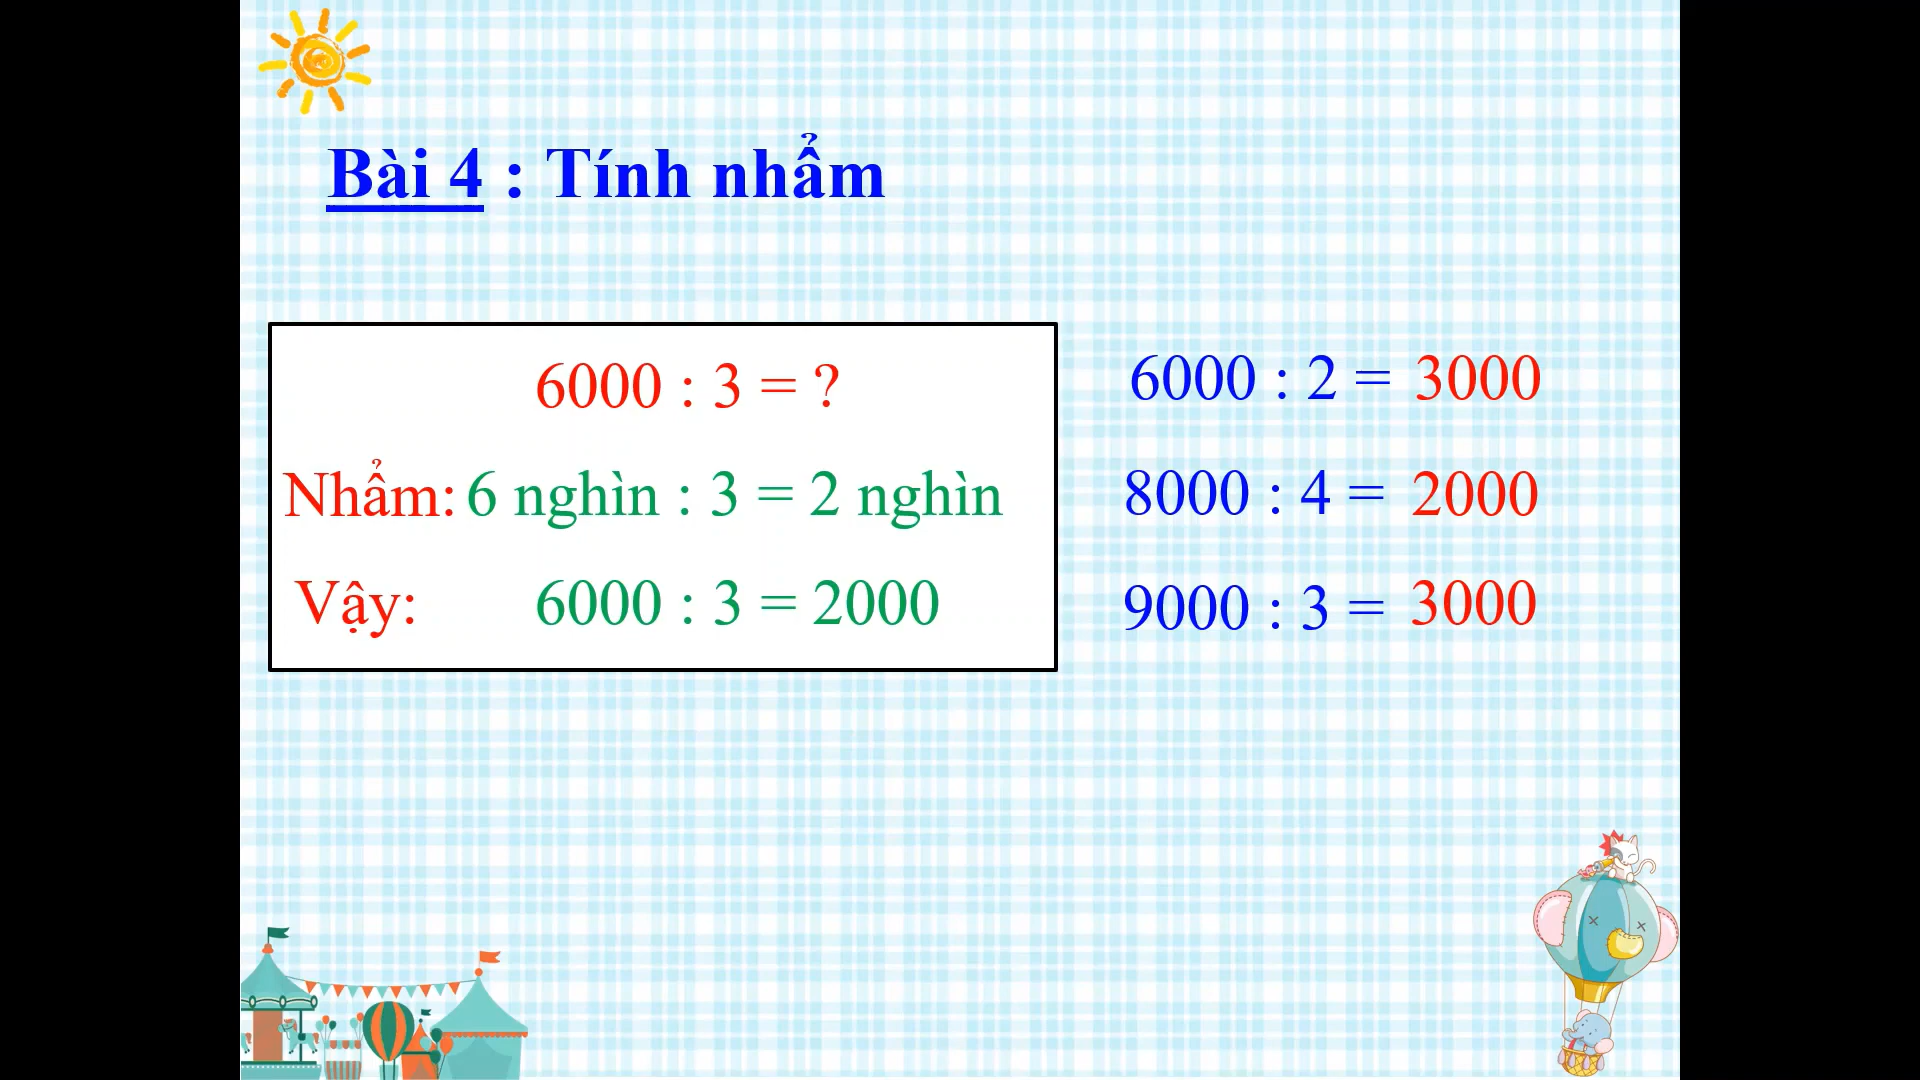 Bài 4 : Tính nhẩm
6000 : 3 = ?
Nhẩm: 6 nghìn : 3 = 2 nghìn
Vậy: 6000 : 3 = 2000
6000 : 2 = 3000
8000 : 4 = 2000
9000 : 3 = 3000